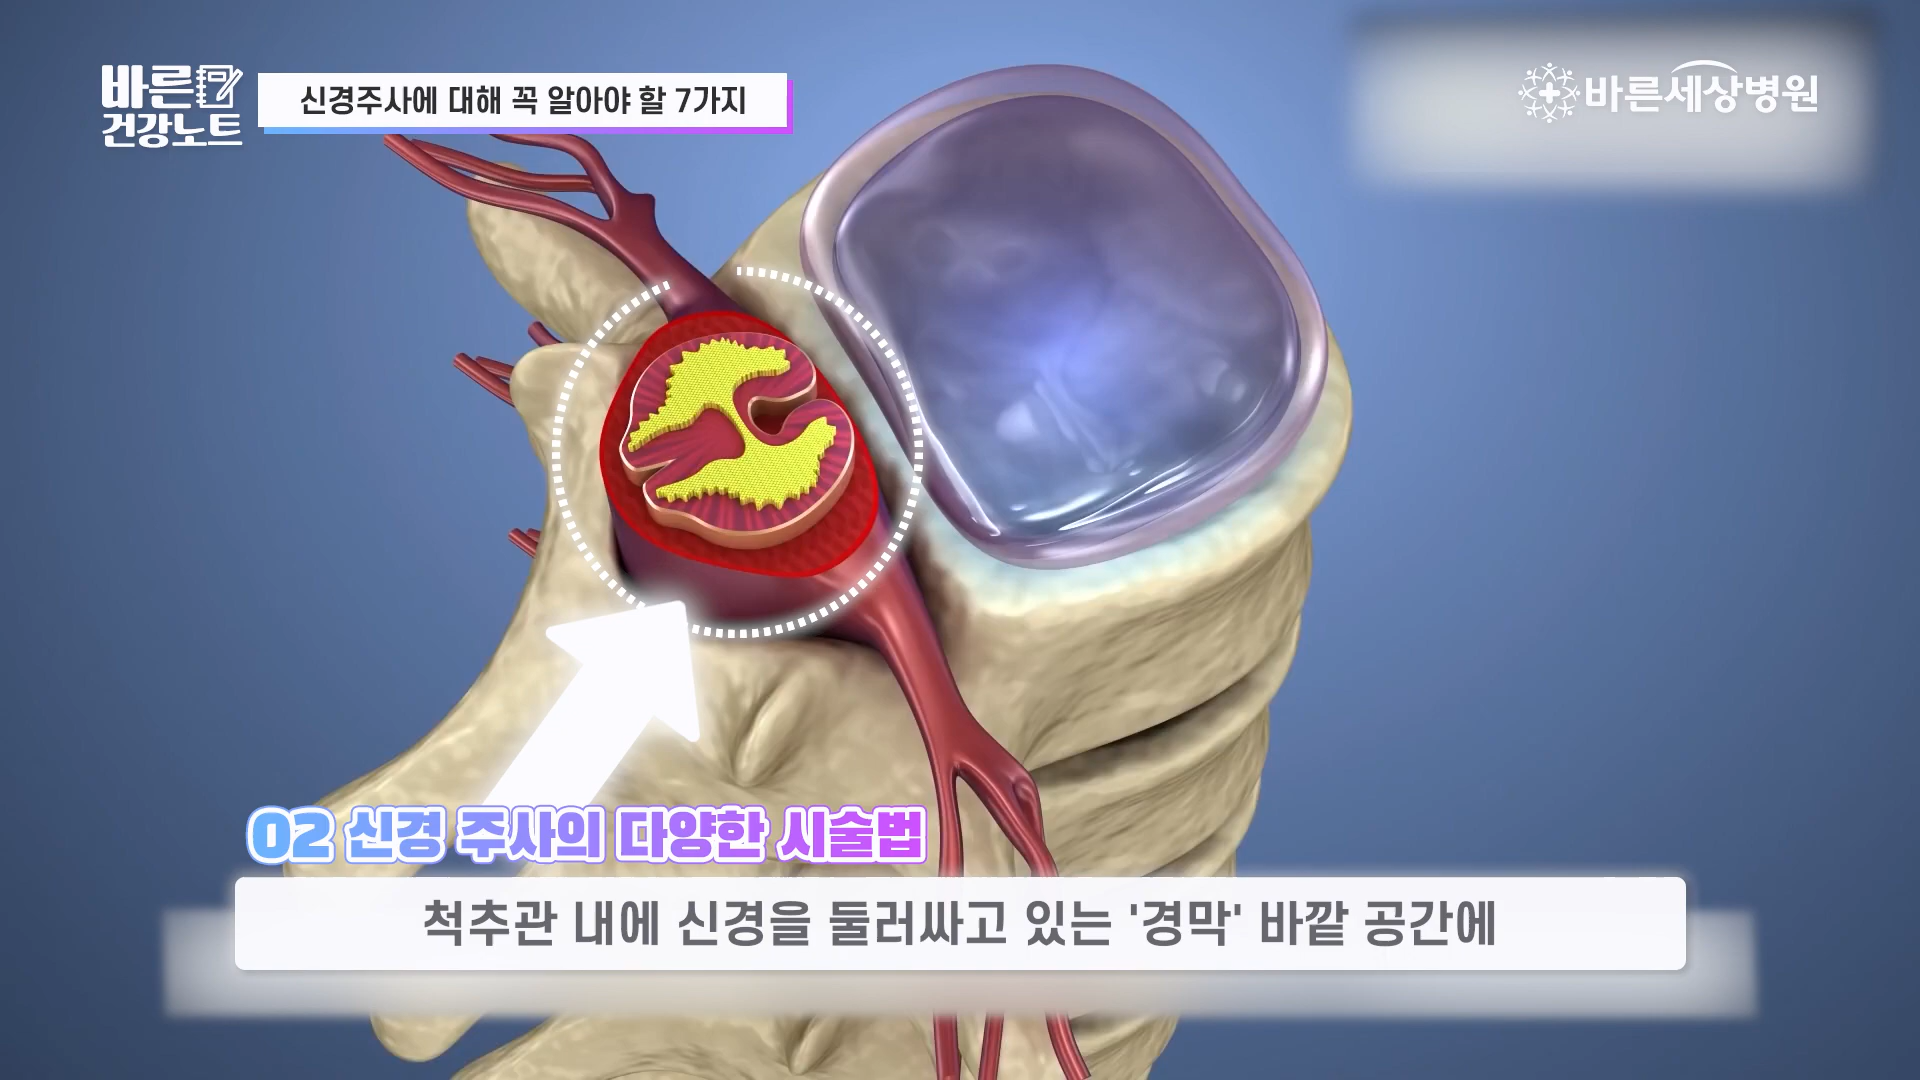 바른
건강노트
신경주사에 대해 꼭 알아야 할 7가지
바른세상병원
02 신경 주사의 다양한 시술법
척추관 내에 신경을 둘러싸고 있는 '경막' 바깥 공간에